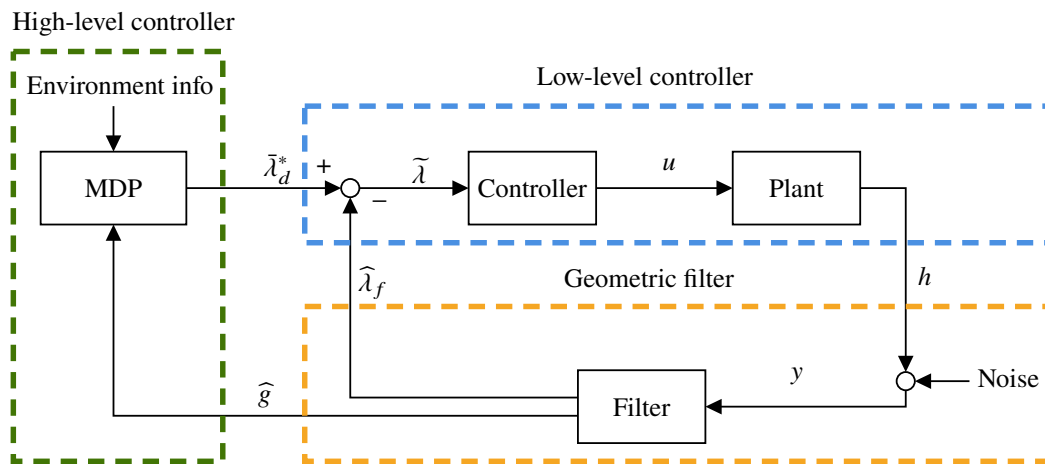 High-level controller
Environment info
Low-level controller
MDP
λ̄*_d
+
−
λ̃
Controller
u
Plant
λ̂_f
Geometric filter
h
ĝ
Filter
y
Noise